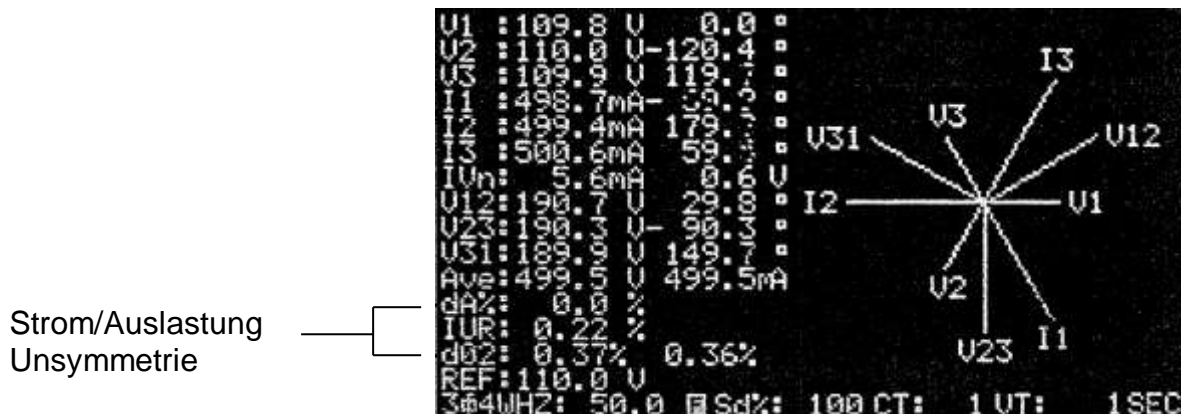 V1 :109.8 V 0.0 °
V2 :110.0 V-120.4 °
V3 :109.9 V 119.7 °
I1 :498.7mA- °
I2 :499.4mA °
I3 :500.6mA °
IVn: 5.6mA 0.6 V
V12:190.7 V 29.8 °
V23:190.3 V- 90.3 °
V31:189.9 V 149.7 °
Ave:499.5 V 499.5mA
dA%: 0.0 %
IUR: 0.22 %
d02: 0.37% 0.36%
REF:110.0 V
3ϕ4WHZ: 50.0 Sd%: 100 CT: 1 VT: 1SEC
I3
V3
V31
V12
I2
V1
V2
V23
I1
Strom/Auslastung
Unsymmetrie